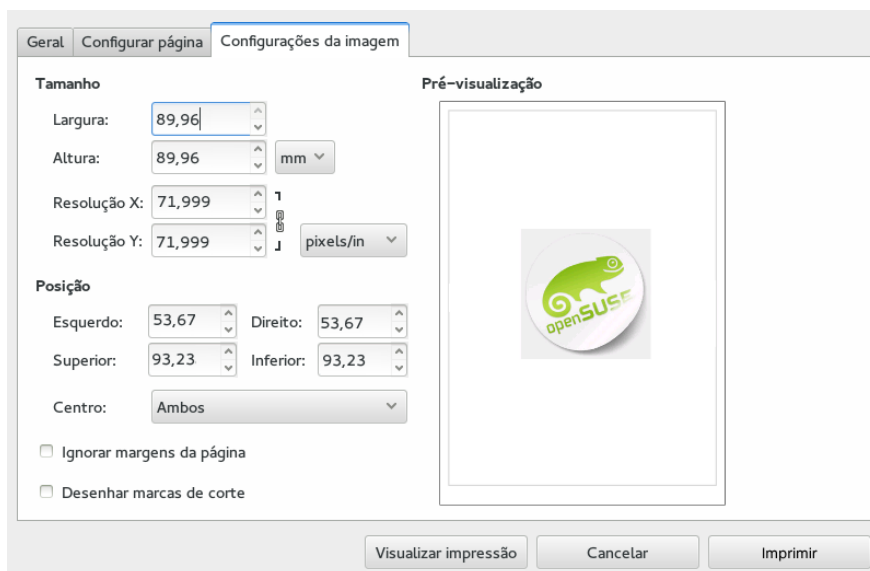 Geral Configurar página Configurações da imagem
Tamanho
Largura: 89,96
Altura: 89,96 mm
Resolução X: 71,999
Resolução Y: 71,999 pixels/in
Posição
Esquerdo: 53,67 Direito: 53,67
Superior: 93,23 Inferior: 93,23
Centro: Ambos
Ignorar margens da página
Desenhar marcas de corte
Pré-visualização
openSUSE
Visualizar impressão Cancelar Imprimir